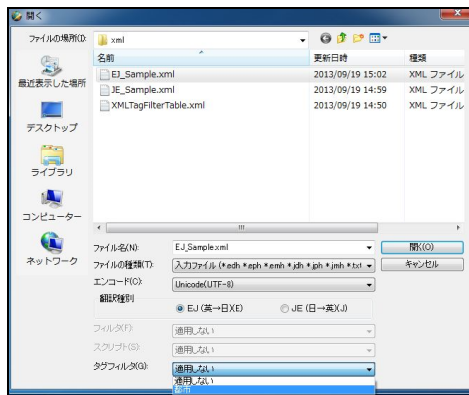 開く
ファイルの場所(I):
xml
名前
更新日時
種類
EJ_Sample.xml
2013/09/19 15:02
XML ファイル
JE_Sample.xml
2013/09/19 14:59
XML ファイル
XMLTagFilterTable.xml
2013/09/19 14:50
XML ファイル
最近表示した場所
デスクトップ
ライブラリ
コンピューター
ネットワーク
ファイル名(N):
EJ_Sample.xml
開く(O)
ファイルの種類(T):
入力ファイル (*.edh *.eph *.emh *.jdh *.jph *.jmh *.txt
キャンセル
エンコード(C):
Unicode(UTF-8)
翻訳種別
EJ (英→日)(E)
JE (日→英)(J)
フィルタ(F):
適用しない
スクリプト(S):
適用しない
タグフィルタ(G):
適用しない
適用しない
都市